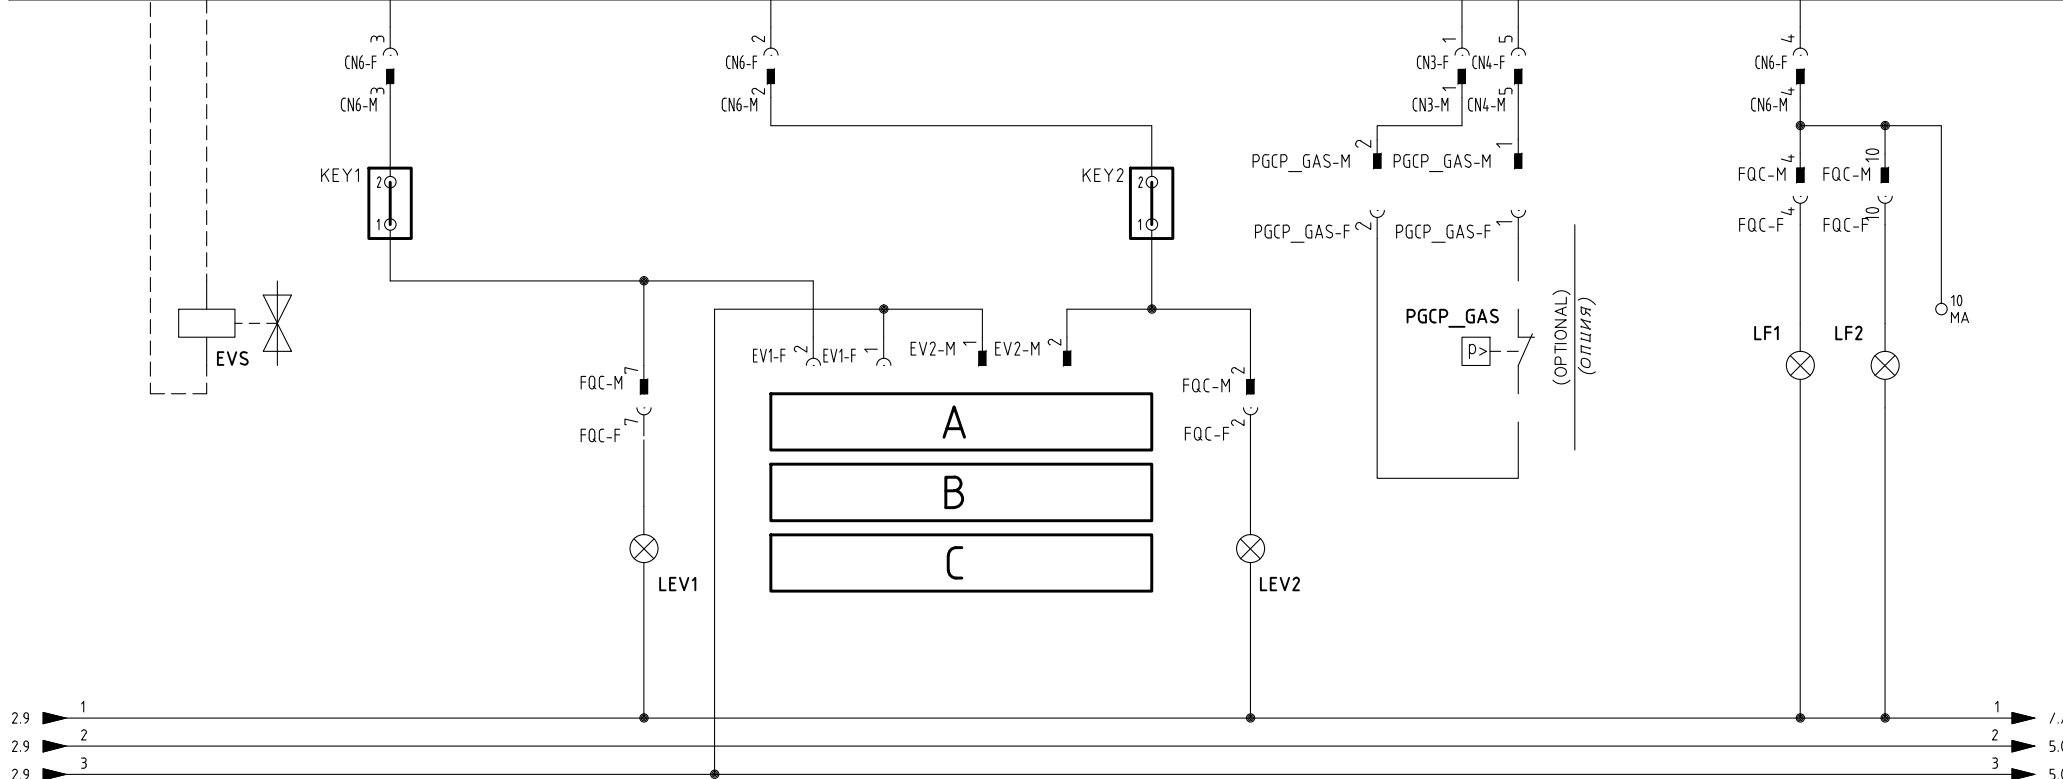 3 2 1 5 4
CN6-F CN6-F CN3-F CN4-F CN6-F
3 2 1 5 4
CN6-M CN6-M CN3-M CN4-M CN6-M
2 1 4 10
PGCP_GAS-M PGCP_GAS-M
KEY1 2 KEY2 2 FQC-M FQC-M
1 1 2 1 4 10
PGCP_GAS-F PGCP_GAS-F FQC-F FQC-F
10
MA
PGCP_GAS
(OPTIONAL)
(ОПЦИЯ)
P>
LF1 LF2
EVS
2 1 1 2
EV1-F EV1-F EV2-M EV2-M
7 2
FQC-M FQC-M
7 2
FQC-F FQC-F
A
B
C
LEV1 LEV2
2.9 1 1
2.9 2 2
2.9 3 3